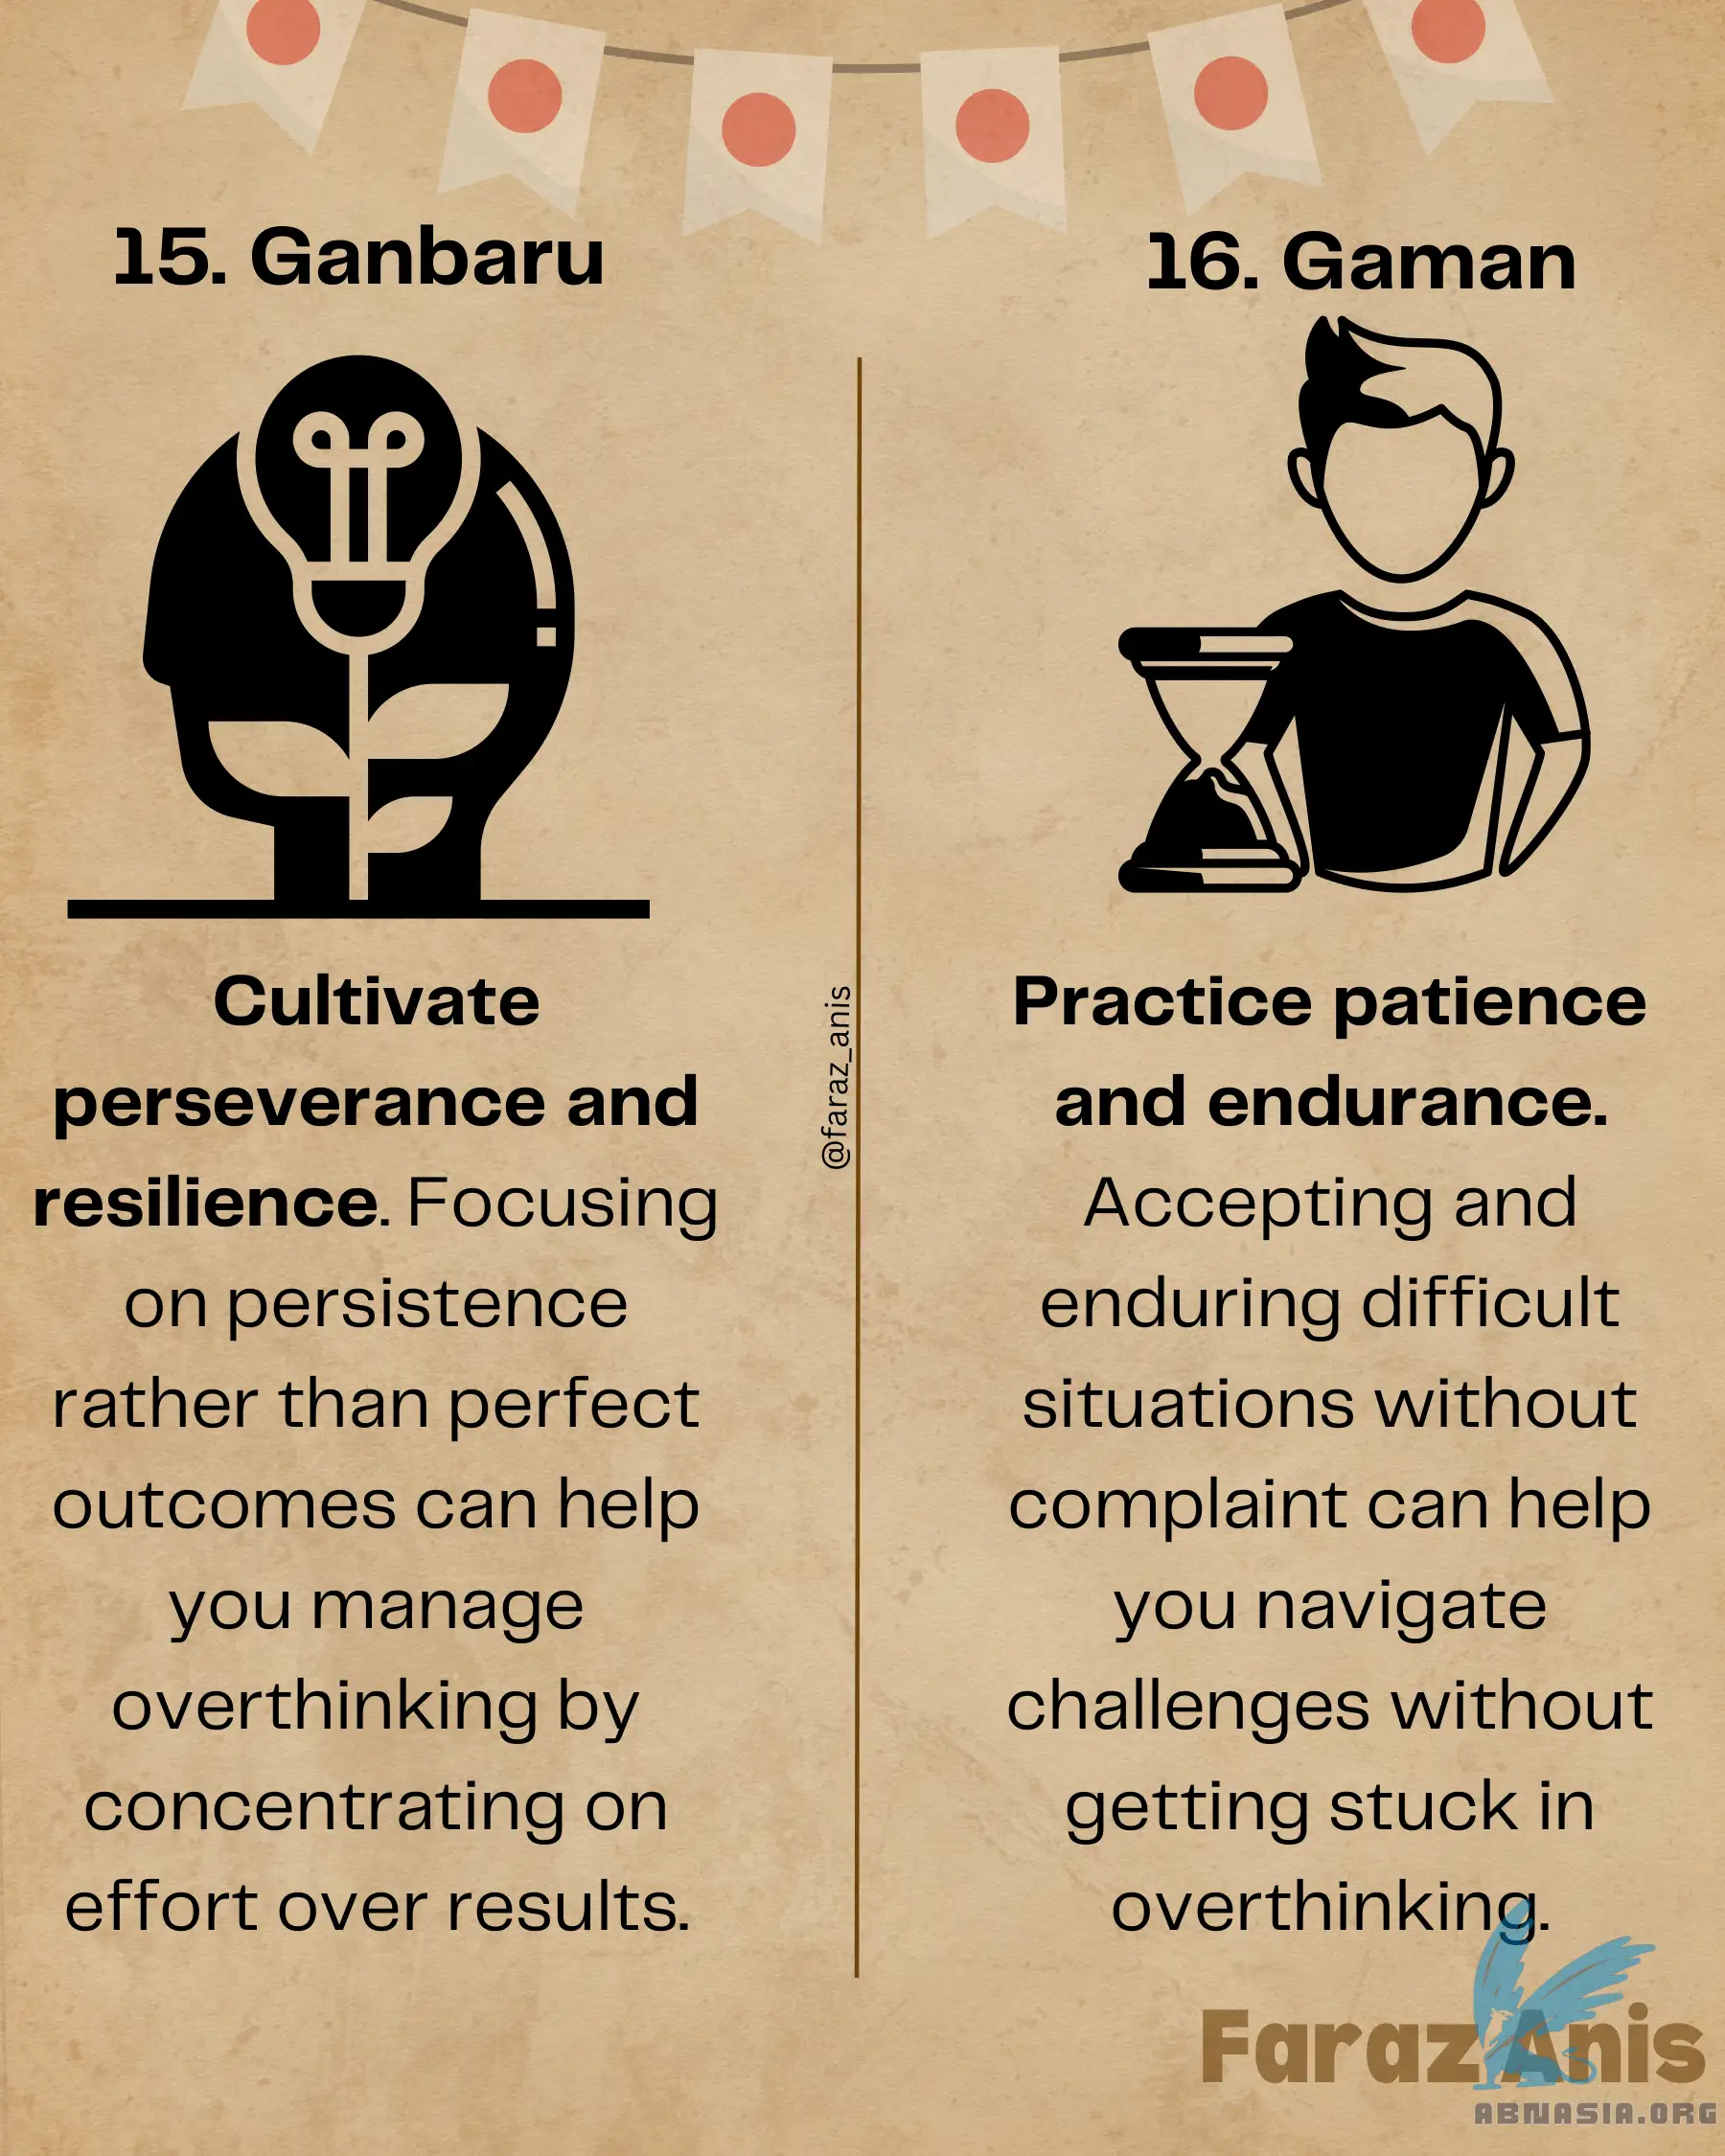 15. Ganbaru
Cultivate
perseverance and
resilience. Focusing
on persistence
rather than perfect
outcomes can help
you manage
overthinking by
concentrating on
effort over results.
@faraz_anis
16. Gaman
Practice patience
and endurance.
Accepting and
enduring difficult
situations without
complaint can help
you navigate
challenges without
getting stuck in
overthinking.
Faraz Anis
ABNASIA.ORG